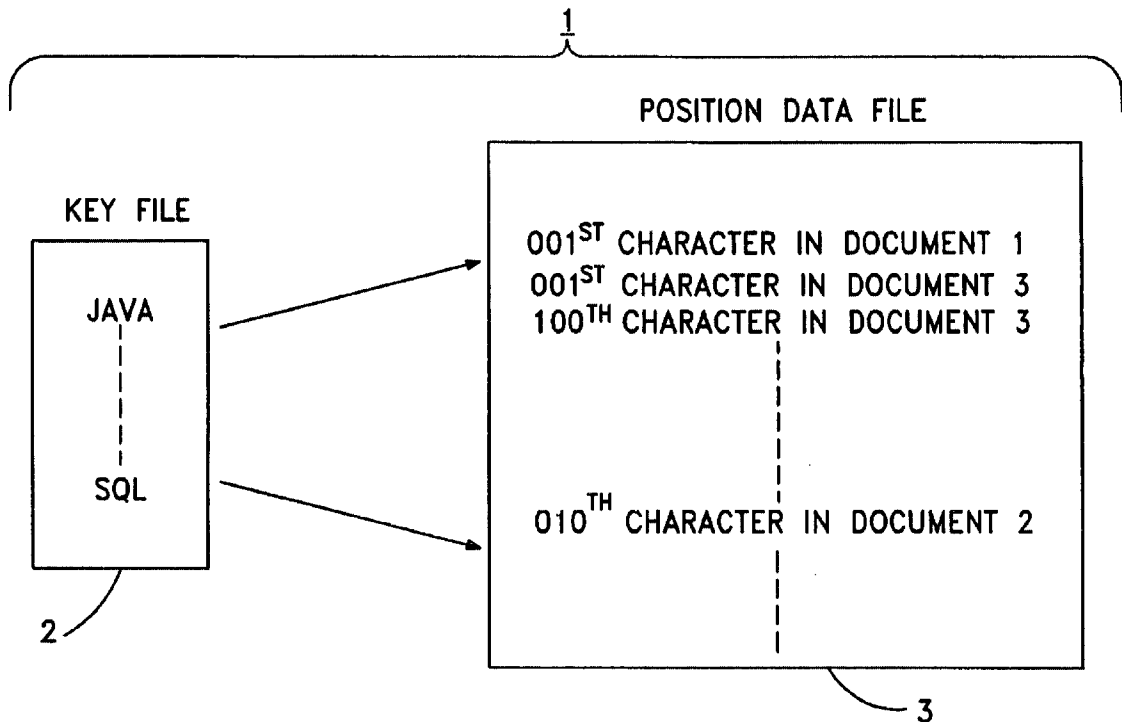 1
POSITION DATA FILE
KEY FILE
JAVA
SQL
2
001ST CHARACTER IN DOCUMENT 1
001ST CHARACTER IN DOCUMENT 3
100TH CHARACTER IN DOCUMENT 3
010TH CHARACTER IN DOCUMENT 2
3